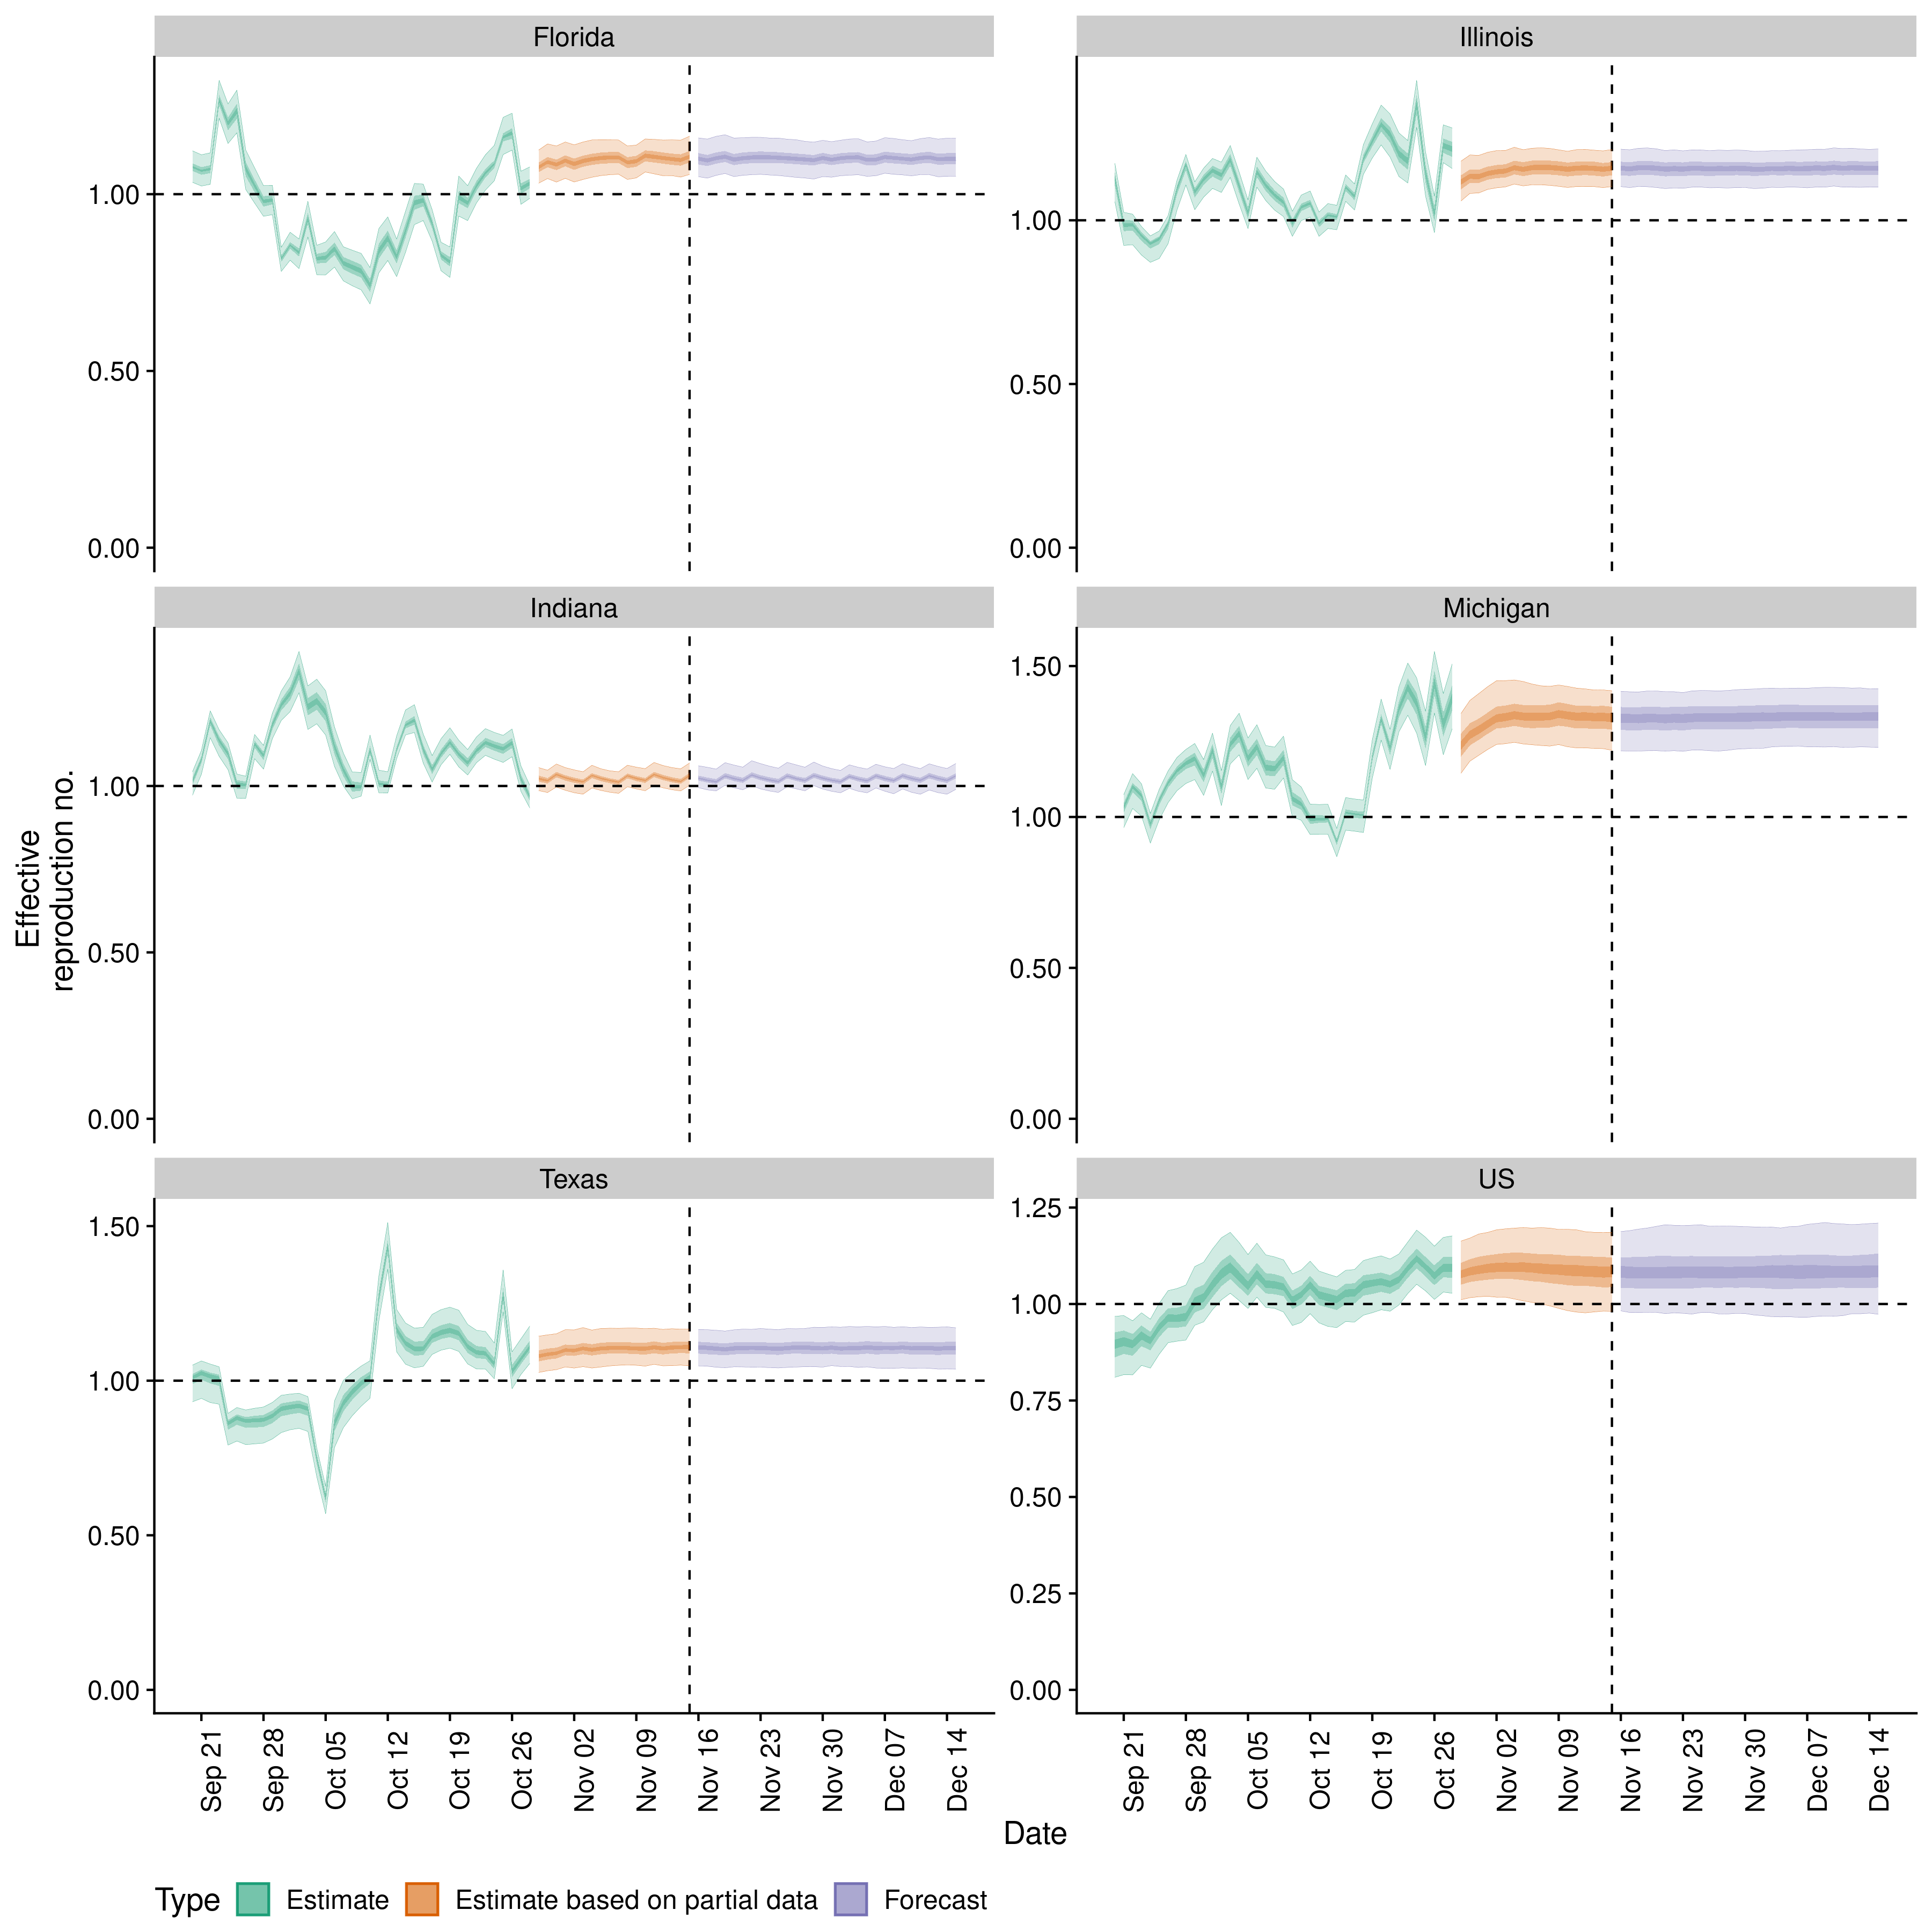 Florida
Illinois
1.00
0.50
0.00
1.00
0.50
0.00
Indiana
Michigan
1.00
0.50
0.00
1.50
1.00
0.50
0.00
Effective
reproduction no.
Texas
US
1.50
1.00
0.50
0.00
1.25
1.00
0.75
0.50
0.25
0.00
Sep 21
Sep 28
Oct 05
Oct 12
Oct 19
Oct 26
Nov 02
Nov 09
Nov 16
Nov 23
Nov 30
Dec 07
Dec 14
Sep 21
Sep 28
Oct 05
Oct 12
Oct 19
Oct 26
Nov 02
Nov 09
Nov 16
Nov 23
Nov 30
Dec 07
Dec 14
Date
Type Estimate Estimate based on partial data Forecast